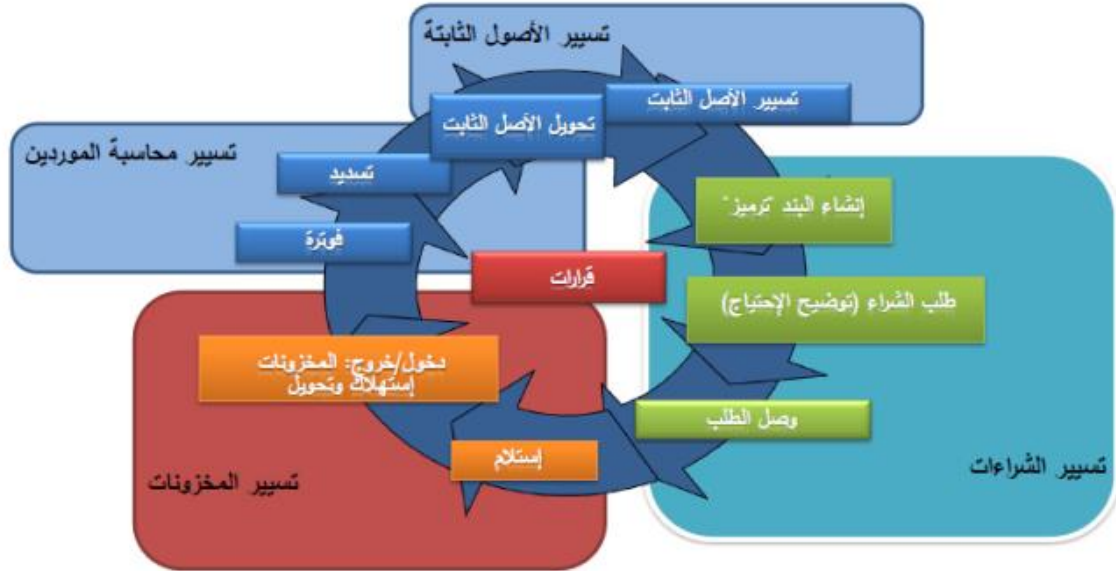 تسيير الأصول الثابتة
تسيير الأصل الثابت
تحويل الأصل الثابت
تسيير محاسبة الموردين
تسديد
فوترة
إنشاء البند "ترميز"
قرارات
طلب الشراء (توضيح الإحتياج)
دخول/خروج: المخزونات
إستهلاك وتحويل
وصل الطلب
إستلام
تسيير الشراءات
تسيير المخزونات